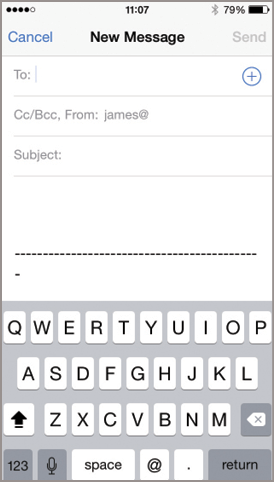 11:07
79%
Cancel New Message Send
To:
Cc/Bcc, From: james@
Subject:
-------------------------------------------
-
Q W E R T Y U I O P
A S D F G H J K L
Z X C V B N M
123 space @ . return